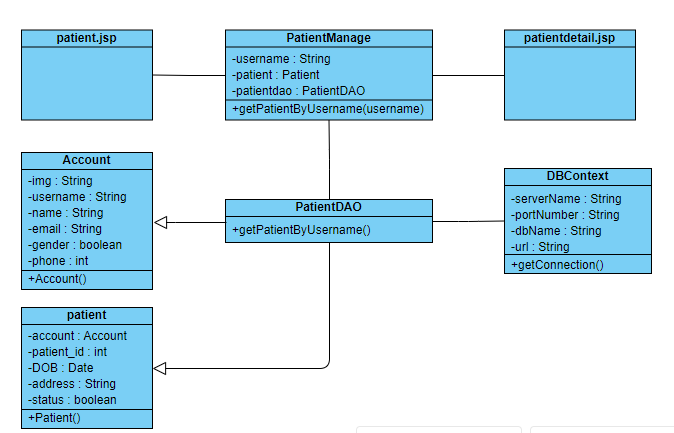 patient.jsp
PatientManage
-username : String
-patient : Patient
-patientdao : PatientDAO
+getPatientByUsername(username)
patientdetail.jsp
Account
-img : String
-username : String
-name : String
-email : String
-gender : boolean
-phone : int
+Account()
PatientDAO
+getPatientByUsername()
DBContext
-serverName : String
-portNumber : String
-dbName : String
-url : String
+getConnection()
patient
-account : Account
-patient_id : int
-DOB : Date
-address : String
-status : boolean
+Patient()